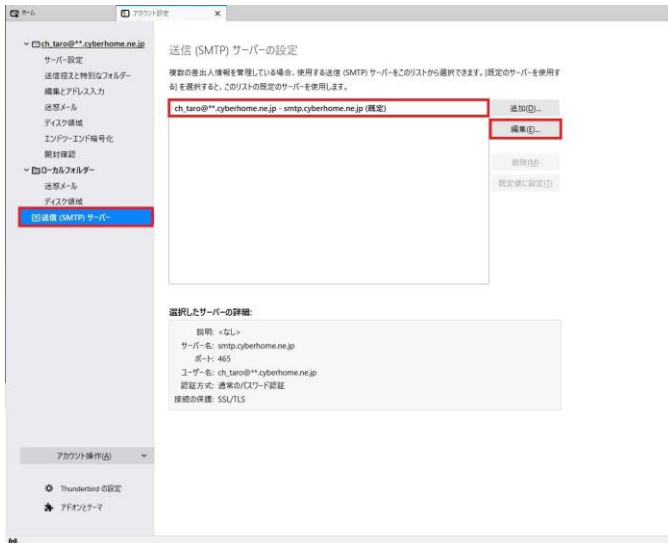 ホーム
アカウント設定
ch_taro@**.cyberhome.ne.jp
サーバー設定
送信控えと特別なフォルダー
編集とアドレス入力
迷惑メール
ディスク領域
エンドツーエンド暗号化
開封確認
ローカルフォルダー
迷惑メール
ディスク領域
送信 (SMTP) サーバー
アカウント操作(A)
Thunderbird の設定
アドオンとテーマ
送信 (SMTP) サーバーの設定
複数の差出人情報を管理している場合、使用する送信 (SMTP) サーバーをこのリストから選択できます。[既定のサーバーを使用す
る] を選択すると、このリストの既定のサーバーを使用します。
ch_taro@**.cyberhome.ne.jp - smtp.cyberhome.ne.jp (既定)
追加(D)...
編集(E)...
削除(M)
既定値に設定(T)
選択したサーバーの詳細:
説明: <なし>
サーバー名: smtp.cyberhome.ne.jp
ポート: 465
ユーザー名: ch_taro@**.cyberhome.ne.jp
認証方式: 通常のパスワード認証
接続の保護: SSL/TLS